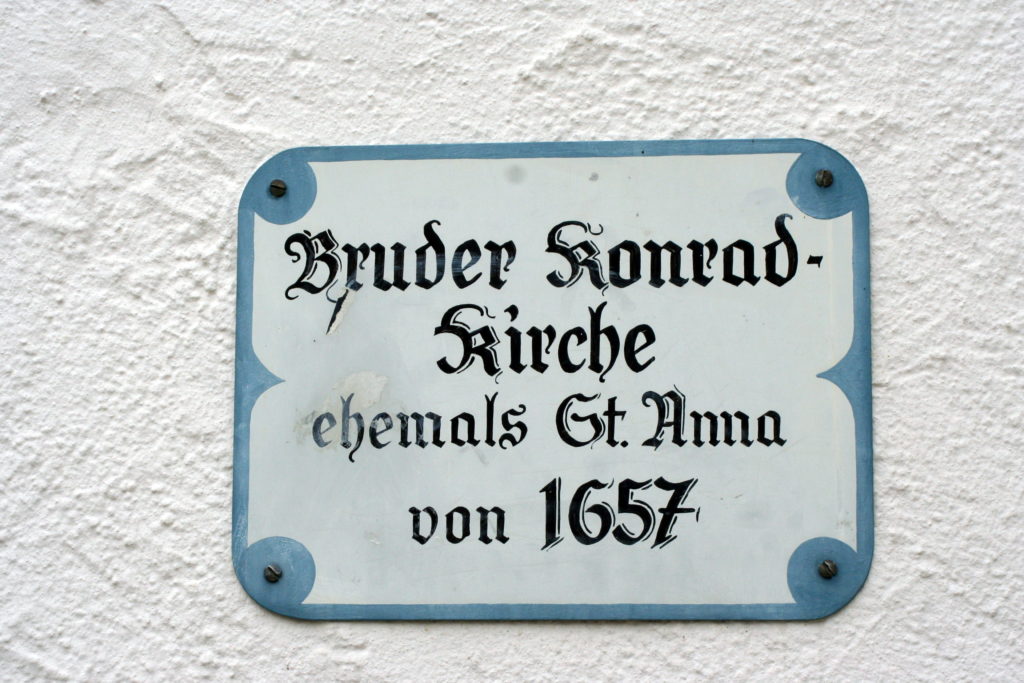 Bruder Konrad-
Kirche
ehemals St. Anna
von 1657